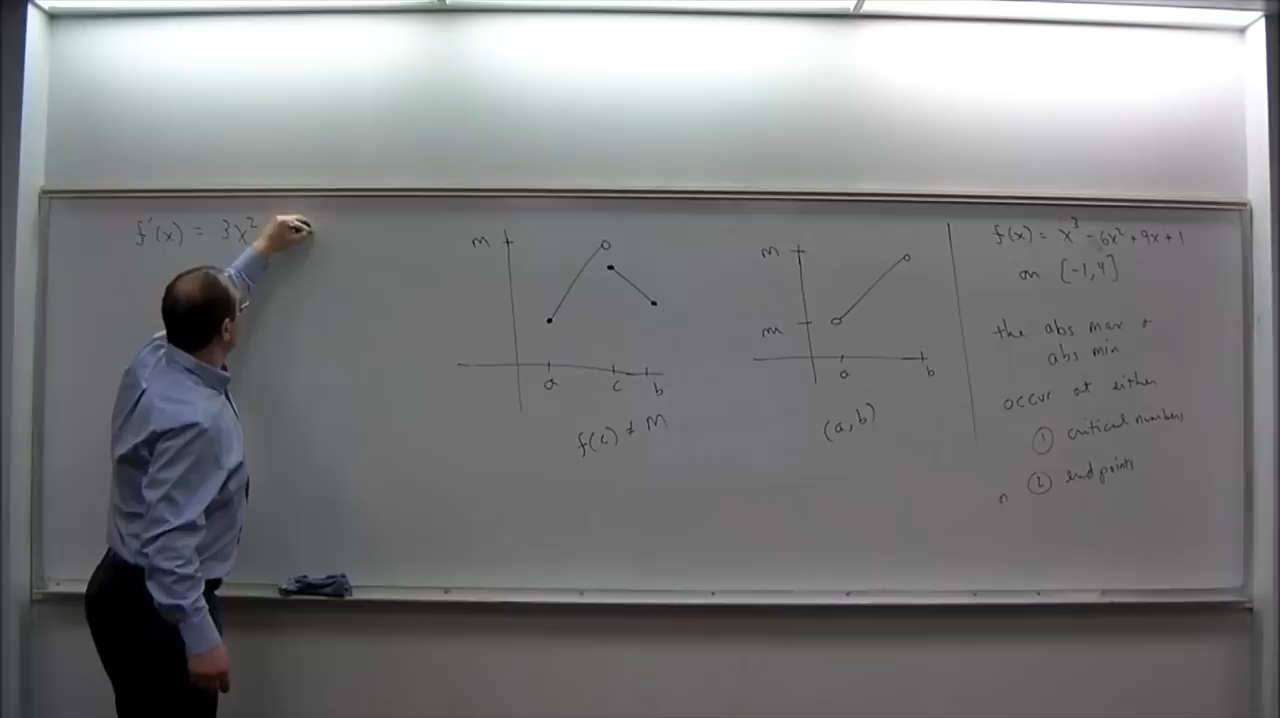 f'(x) = 3x²
M
a c b
f(c) ≠ M
M
m
a b
(a,b)
f(x) = x³ - 6x² + 9x + 1
on [-1,4]
the abs max +
abs min
occur at either
① critical numbers
② endpoints